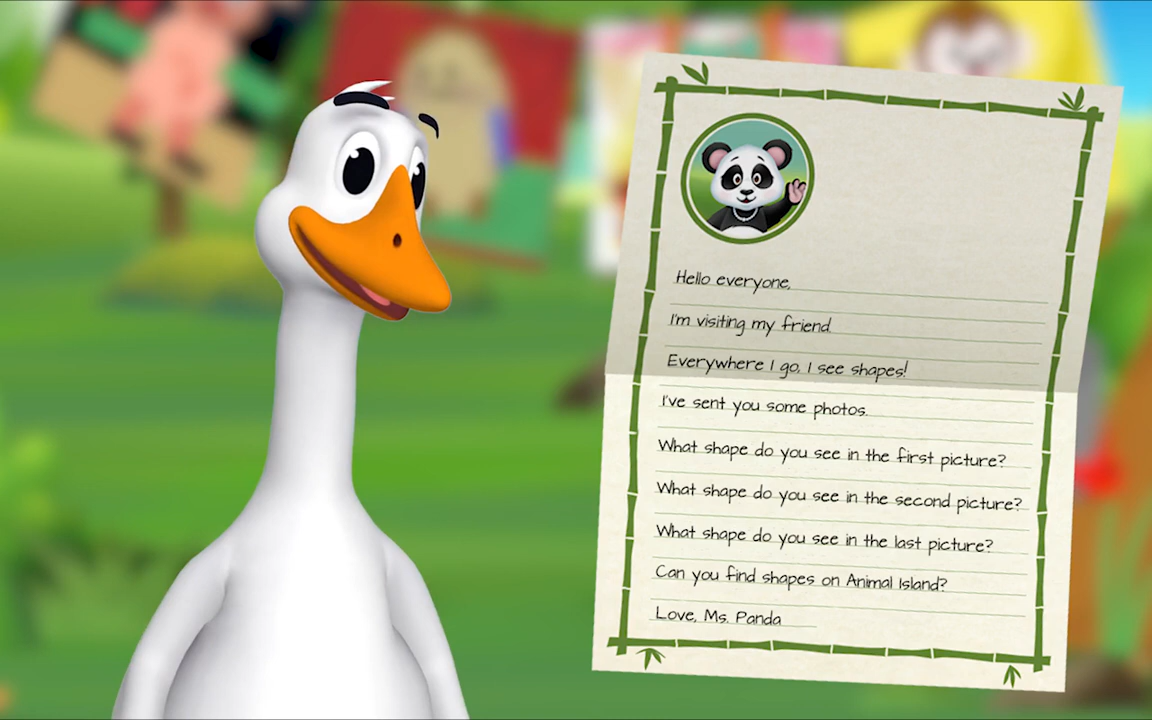 Hello everyone,
I'm visiting my friend.
Everywhere I go, I see shapes!
I've sent you some photos.
What shape do you see in the first picture?
What shape do you see in the second picture?
What shape do you see in the last picture?
Can you find shapes on Animal Island?
Love, Ms. Panda